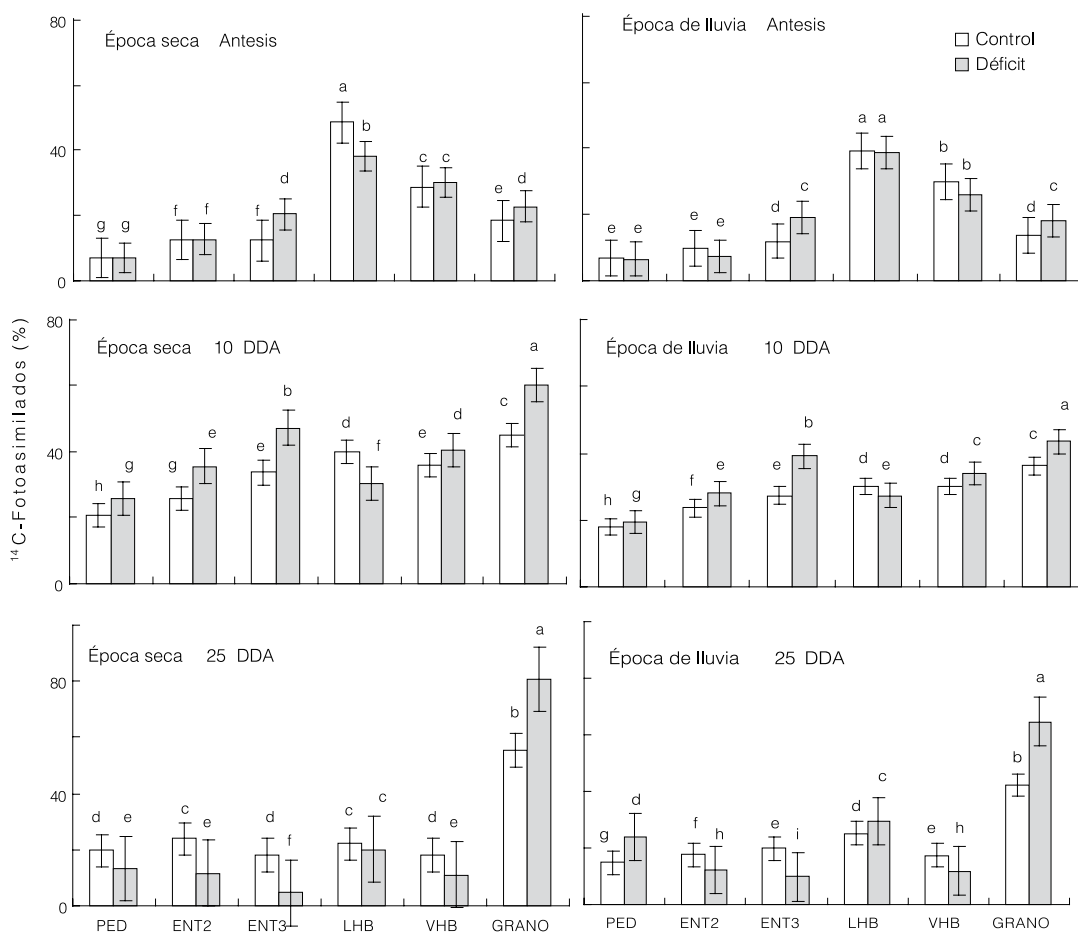 80
Época seca Antesis
Época de lluvia Antesis
Control
Déficit
a
b
c c
d
e d
f f
f
g g
40
0
a a
b b
c
d
c
d
e e
e e
80
Época seca 10 DDA
Época de lluvia 10 DDA
a
b
c
d
d
e
e
e
f
g
g
h
40
0
a
b
c
c
d
d
e
e
e
f
g
h
¹⁴C-Fotoasimilados (%)
Época seca 25 DDA
Época de lluvia 25 DDA
80
40
0
a
b
d e
c e
d f
c c
d e
a
b
g d
f h
e i
d c
e h
PED ENT2 ENT3 LHB VHB GRANO
PED ENT2 ENT3 LHB VHB GRANO